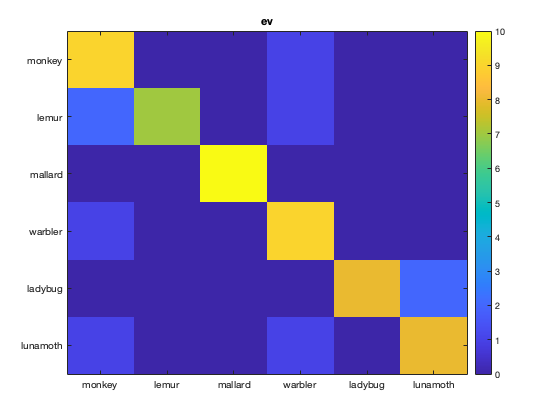 ev
monkey
lemur
mallard
warbler
ladybug
lunamoth
monkey lemur mallard warbler ladybug lunamoth
10
9
8
7
6
5
4
3
2
1
0